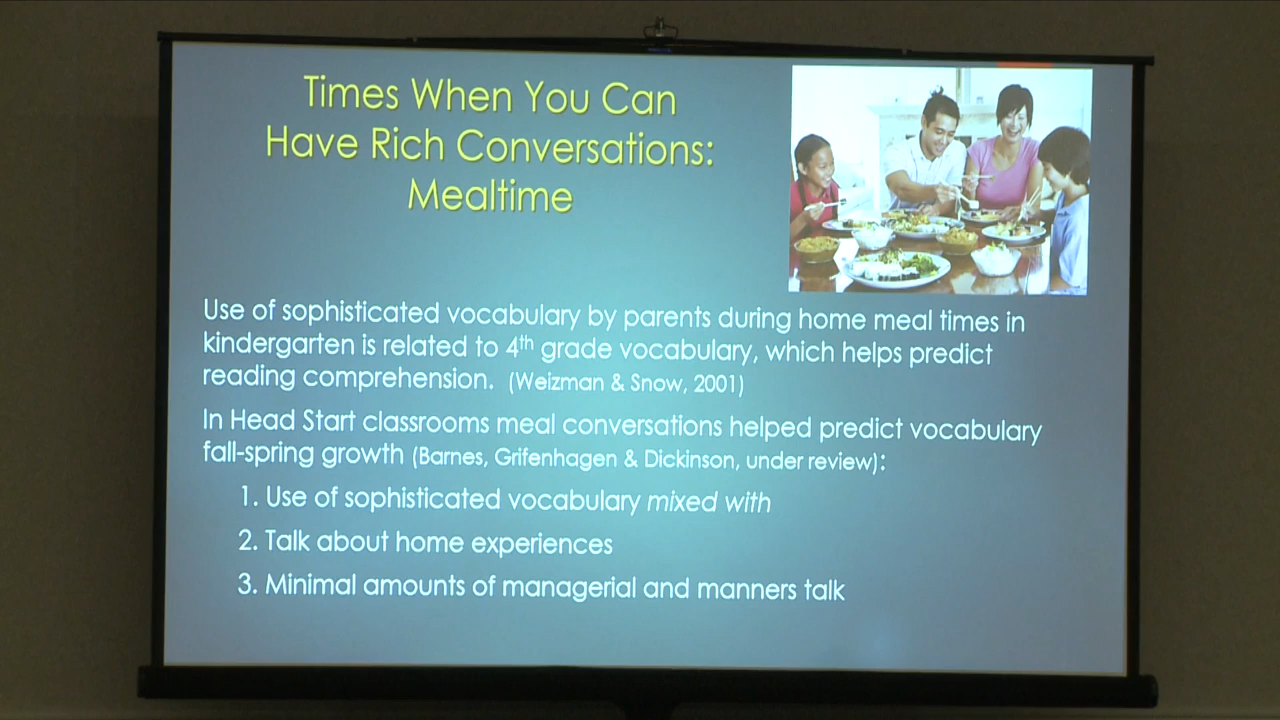 Times When You Can
Have Rich Conversations:
Mealtime
Use of sophisticated vocabulary by parents during home meal times in
kindergarten is related to 4th grade vocabulary, which helps predict
reading comprehension. (Weizman & Snow, 2001)
In Head Start classrooms meal conversations helped predict vocabulary
fall-spring growth (Barnes, Grifenhagen & Dickinson, under review):
1. Use of sophisticated vocabulary mixed with
2. Talk about home experiences
3. Minimal amounts of managerial and manners talk